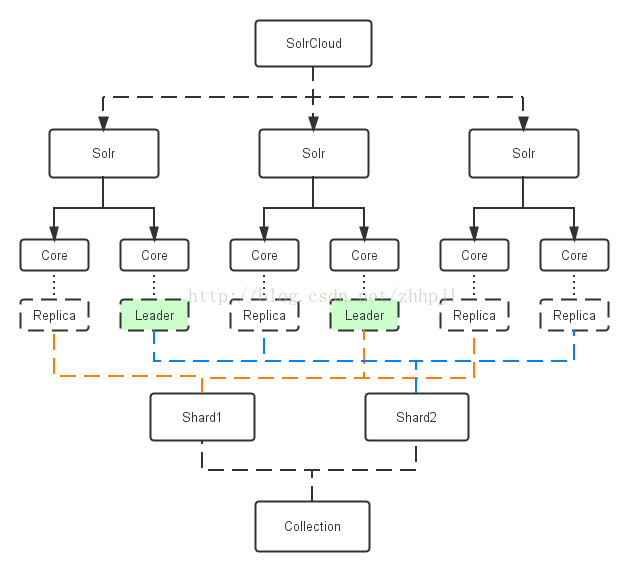 SolrCloud
Solr
Solr
Solr
Core
Core
Core
Core
Core
Core
http://blog.csdn.net/zhhpjl
Replica
Leader
Replica
Leader
Replica
Replica
Shard1
Shard2
Collection